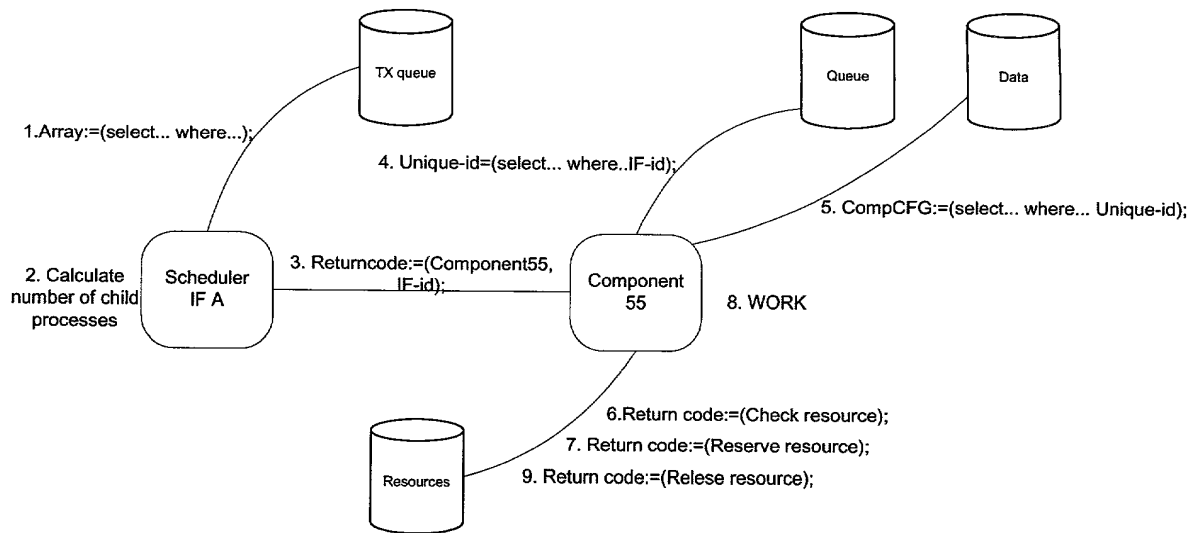 TX queue
Queue
Data
1.Array:=(select... where...);
4. Unique-id=(select... where..IF-id);
5. CompCFG:=(select... where... Unique-id);
2. Calculate
number of child
processes
Scheduler
IF A
3. Returncode:=(Component55,
IF-id);
Component
55
8. WORK
6.Return code:=(Check resource);
7. Return code:=(Reserve resource);
9. Return code:=(Relese resource);
Resources